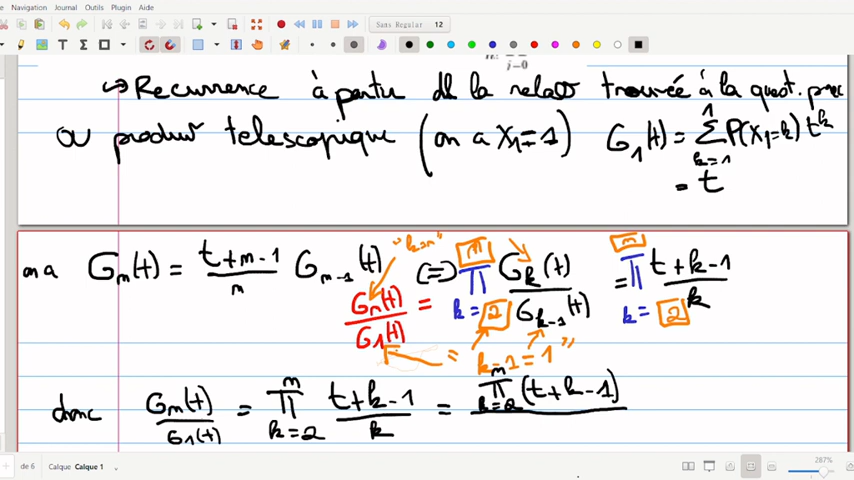 Navigation Journal Outils Plugin Aide
Sans Regular 12
j=0
↪ Recurrence à partir de la relat° trouvée à la quest. prec
ou produit telescopique (on a X₁=1) G₁(t) = ∑_{k=1}^{1} P(X₁=k) t^k
= t
on a Gₙ(t) = (t+n-1)/n Gₙ₋₁(t) (=) ∏_{k=2}^{n} Gₖ(t)/Gₖ₋₁(t) = ∏_{k=2}^{n} (t+k-1)/k
"k=n"
Gₙ(t)/G₁(t) =
= k-1=1"
donc Gₙ(t)/G₁(t) = ∏_{k=2}^{n} (t+k-1)/k = ∏_{k=2}^{n} (t+k-1)
de 6 Calque Calque 1 287%